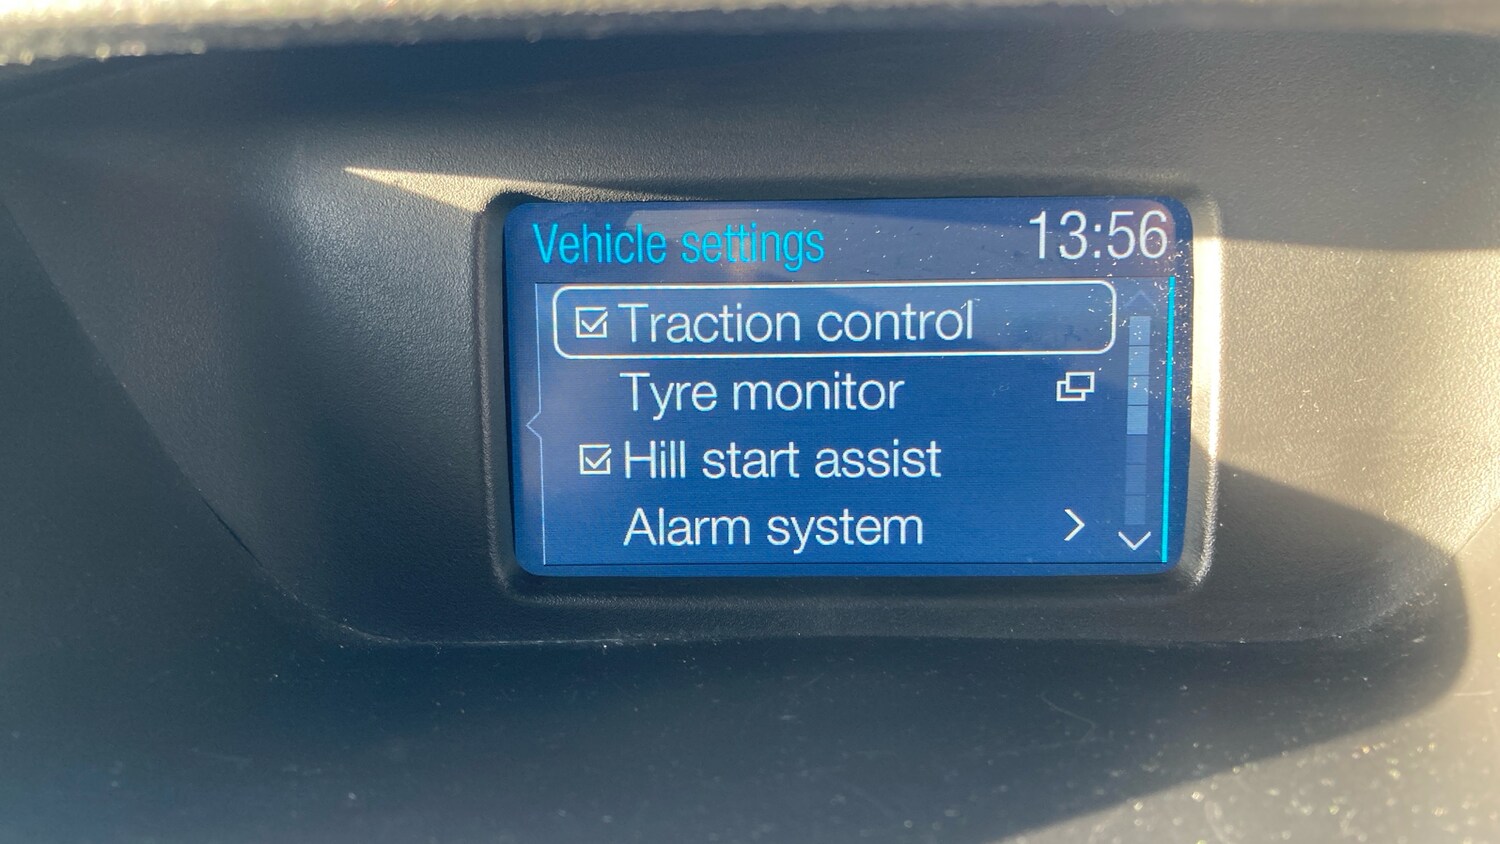 Vehicle settings 13:56
Traction control
Tyre monitor
Hill start assist
Alarm system